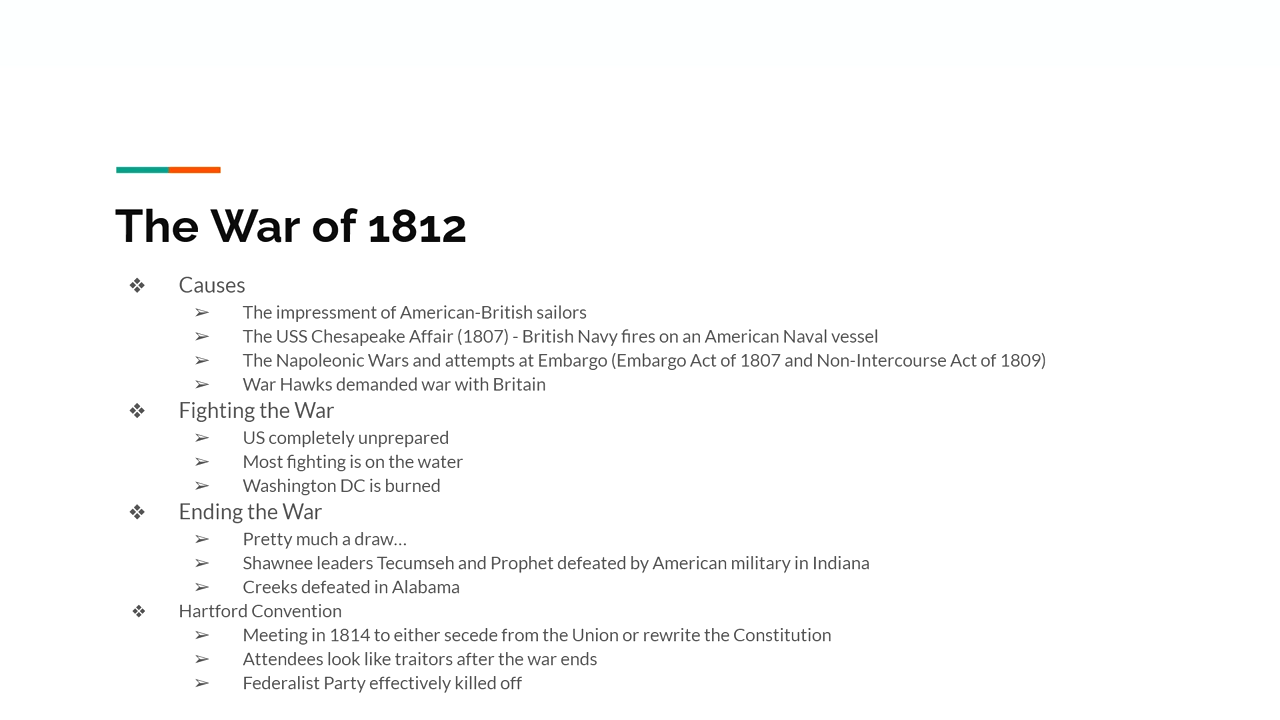 The War of 1812
❖ Causes
➢ The impressment of American-British sailors
➢ The USS Chesapeake Affair (1807) - British Navy fires on an American Naval vessel
➢ The Napoleonic Wars and attempts at Embargo (Embargo Act of 1807 and Non-Intercourse Act of 1809)
➢ War Hawks demanded war with Britain
❖ Fighting the War
➢ US completely unprepared
➢ Most fighting is on the water
➢ Washington DC is burned
❖ Ending the War
➢ Pretty much a draw…
➢ Shawnee leaders Tecumseh and Prophet defeated by American military in Indiana
➢ Creeks defeated in Alabama
❖ Hartford Convention
➢ Meeting in 1814 to either secede from the Union or rewrite the Constitution
➢ Attendees look like traitors after the war ends
➢ Federalist Party effectively killed off